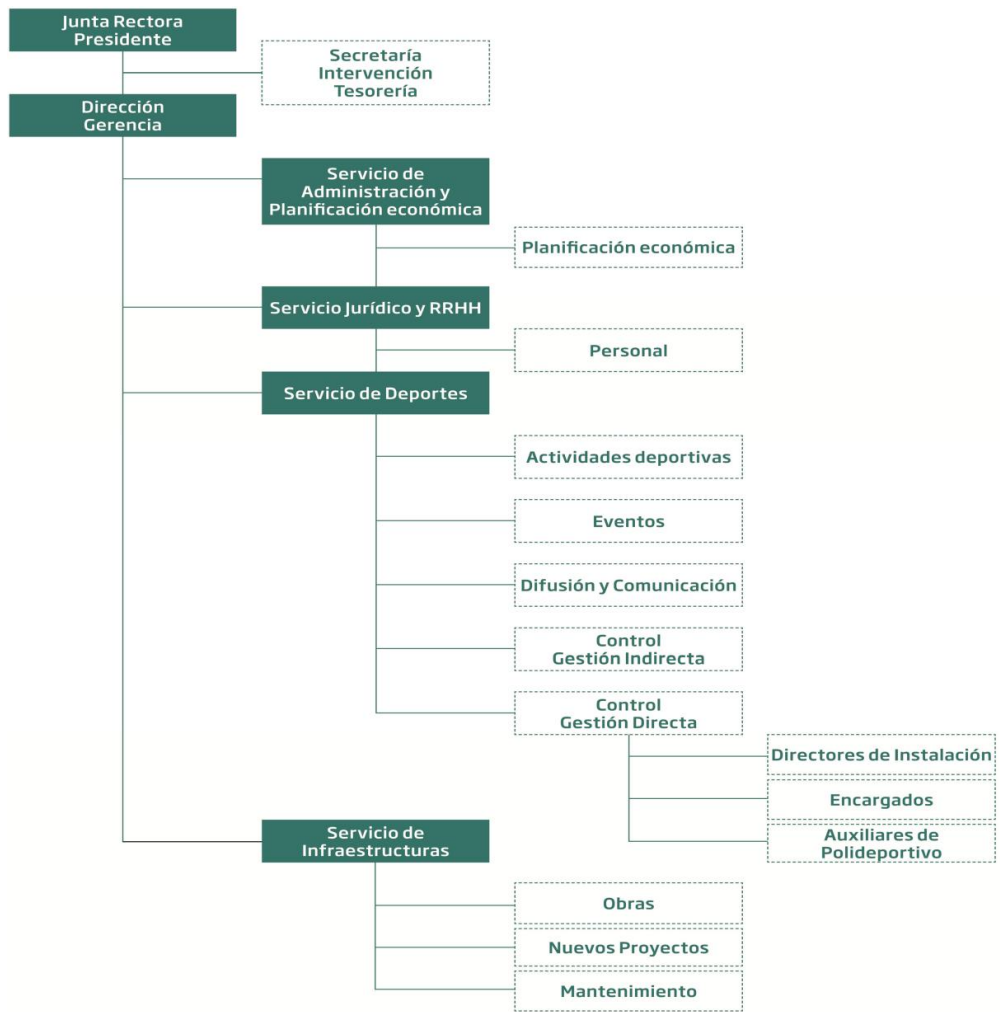 Junta Rectora
Presidente
Secretaría
Intervención
Tesorería
Dirección
Gerencia
Servicio de
Administración y
Planificación económica
Planificación económica
Servicio Jurídico y RRHH
Personal
Servicio de Deportes
Actividades deportivas
Eventos
Difusión y Comunicación
Control
Gestión Indirecta
Control
Gestión Directa
Directores de Instalación
Encargados
Auxiliares de
Polideportivo
Servicio de
Infraestructuras
Obras
Nuevos Proyectos
Mantenimiento